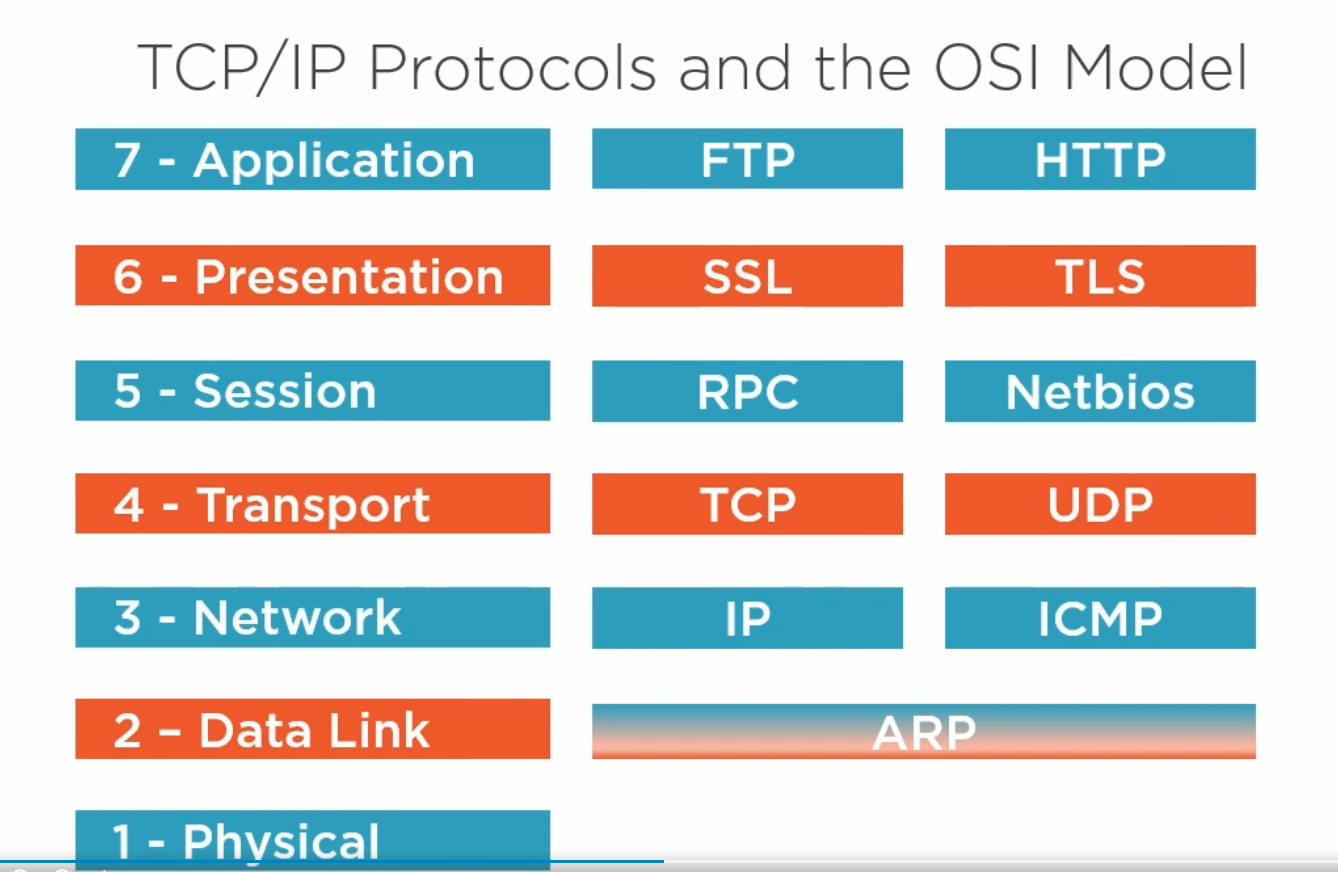 TCP/IP Protocols and the OSI Model
7 - Application FTP HTTP
6 - Presentation SSL TLS
5 - Session RPC Netbios
4 - Transport TCP UDP
3 - Network IP ICMP
2 – Data Link ARP
1 - Physical